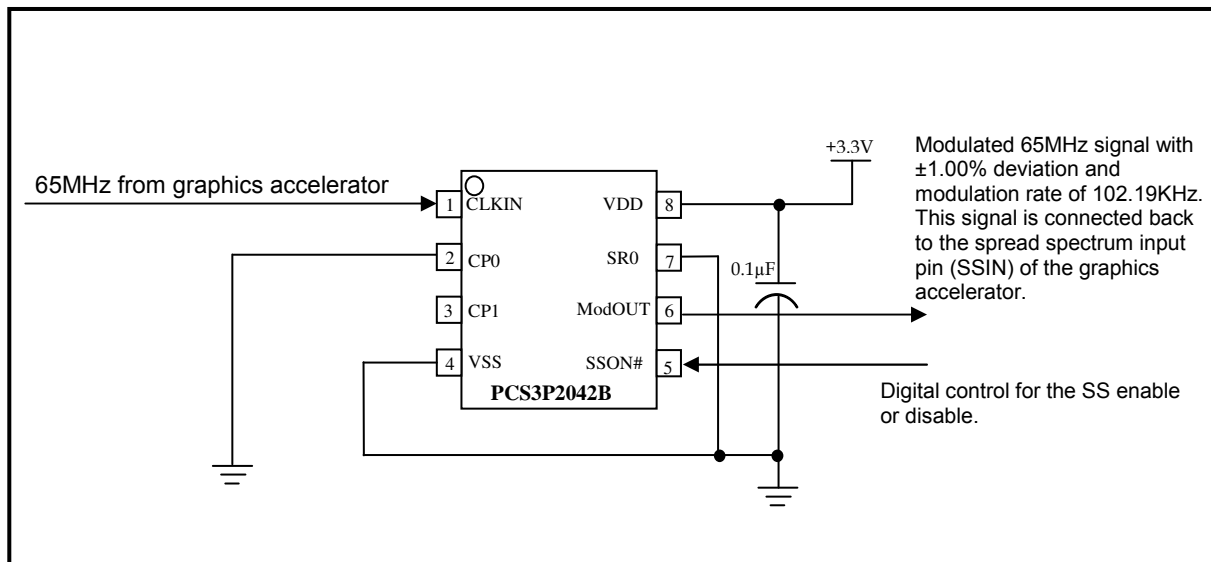 65MHz from graphics accelerator
1 CLKIN
2 CP0
3 CP1
4 VSS
VDD 8
SR0 7
ModOUT 6
SSON# 5
PCS3P2042B
+3.3V
0.1µF
Modulated 65MHz signal with
±1.00% deviation and
modulation rate of 102.19KHz.
This signal is connected back
to the spread spectrum input
pin (SSIN) of the graphics
accelerator.
Digital control for the SS enable
or disable.